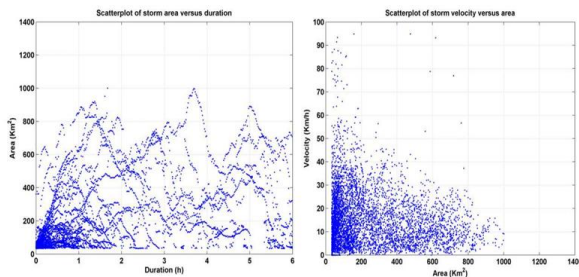 Scatterplot of storm area versus duration
1400
1200
1000
800
600
400
200
0
Area (Km²)
0 1 2 3 4 5 6
Duration (h)
Scatterplot of storm velocity versus area
100
90
80
70
60
50
40
30
20
10
0
Velocity (Km/h)
0 200 400 600 800 1000 1200 140
Area (Km²)